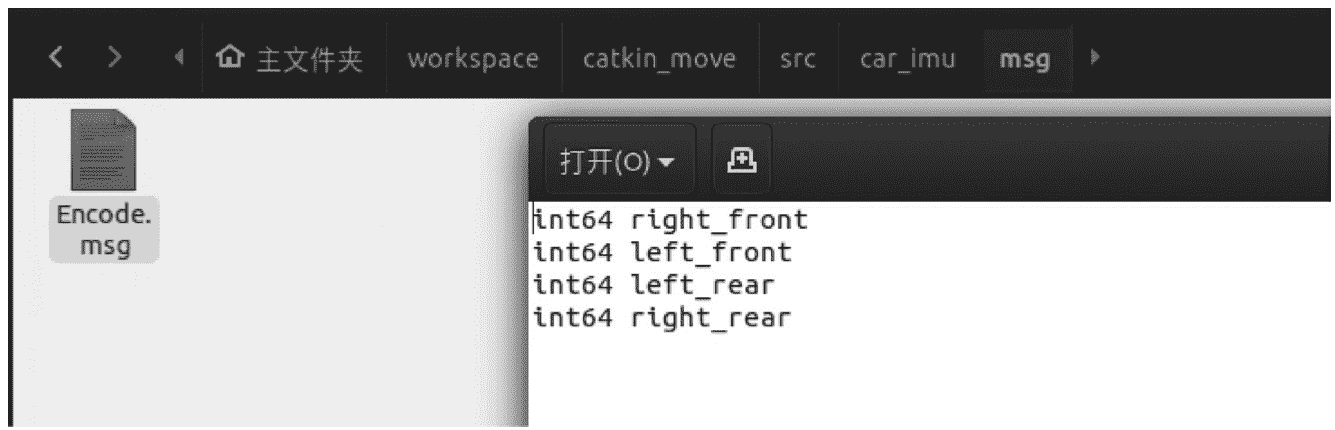 主文件夹 workspace catkin_move src car_imu msg
Encode.
msg
打开(O)
int64 right_front
int64 left_front
int64 left_rear
int64 right_rear